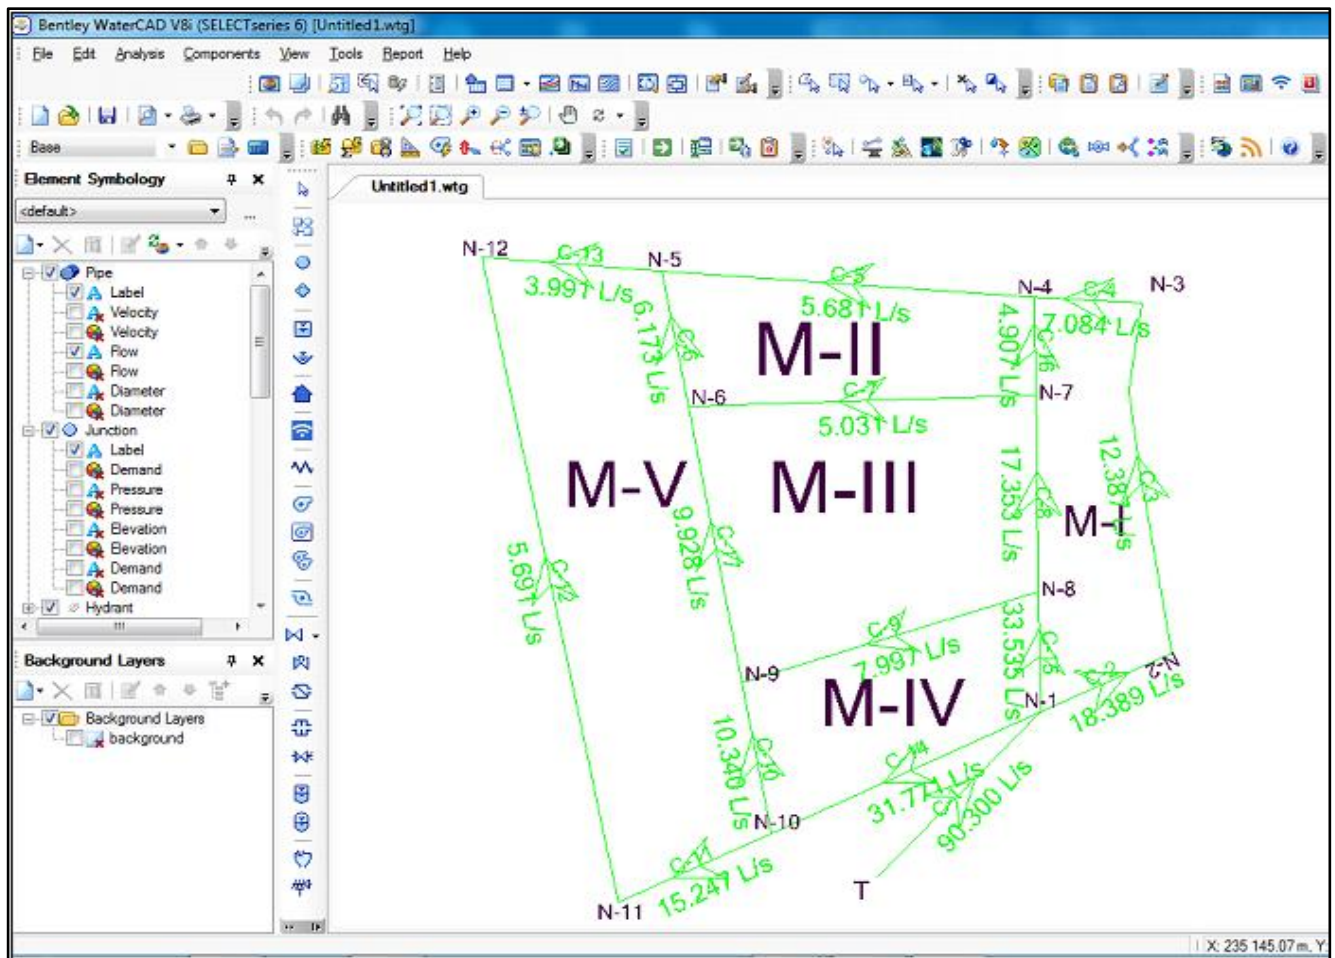 Bentley WaterCAD V8i (SELECTseries 6) [Untitled1.wtg]
File Edit Analysis Components View Tools Report Help
Base
Element Symbology
<default>
Pipe
Label
Velocity
Velocity
Flow
Flow
Diameter
Diameter
Junction
Label
Demand
Pressure
Pressure
Elevation
Elevation
Demand
Demand
Hydrant
Background Layers
Background Layers
background
Untitled1.wtg
N-12
C-13
3.991 L/s
N-5
C-5
5.681 L/s
N-4
C-4
7.084 L/s
N-3
6.173 L/s
C-6
M-II
4.907 L/s
C-16
N-6
C-7
5.031 L/s
N-7
M-V
M-III
M-I
12.387 L/s
C-3
17.353 L/s
C-8
9.928 L/s
C-17
5.691 L/s
C-12
N-8
C-9
7.997 L/s
N-9
33.535 L/s
C-15
C-2
18.389 L/s
N-2
M-IV
N-1
10.340 L/s
C-10
C-14
31.771 L/s
C-1
90.300 L/s
N-10
C-11
15.247 L/s
N-11
T
X: 235 145.07 m, Y: